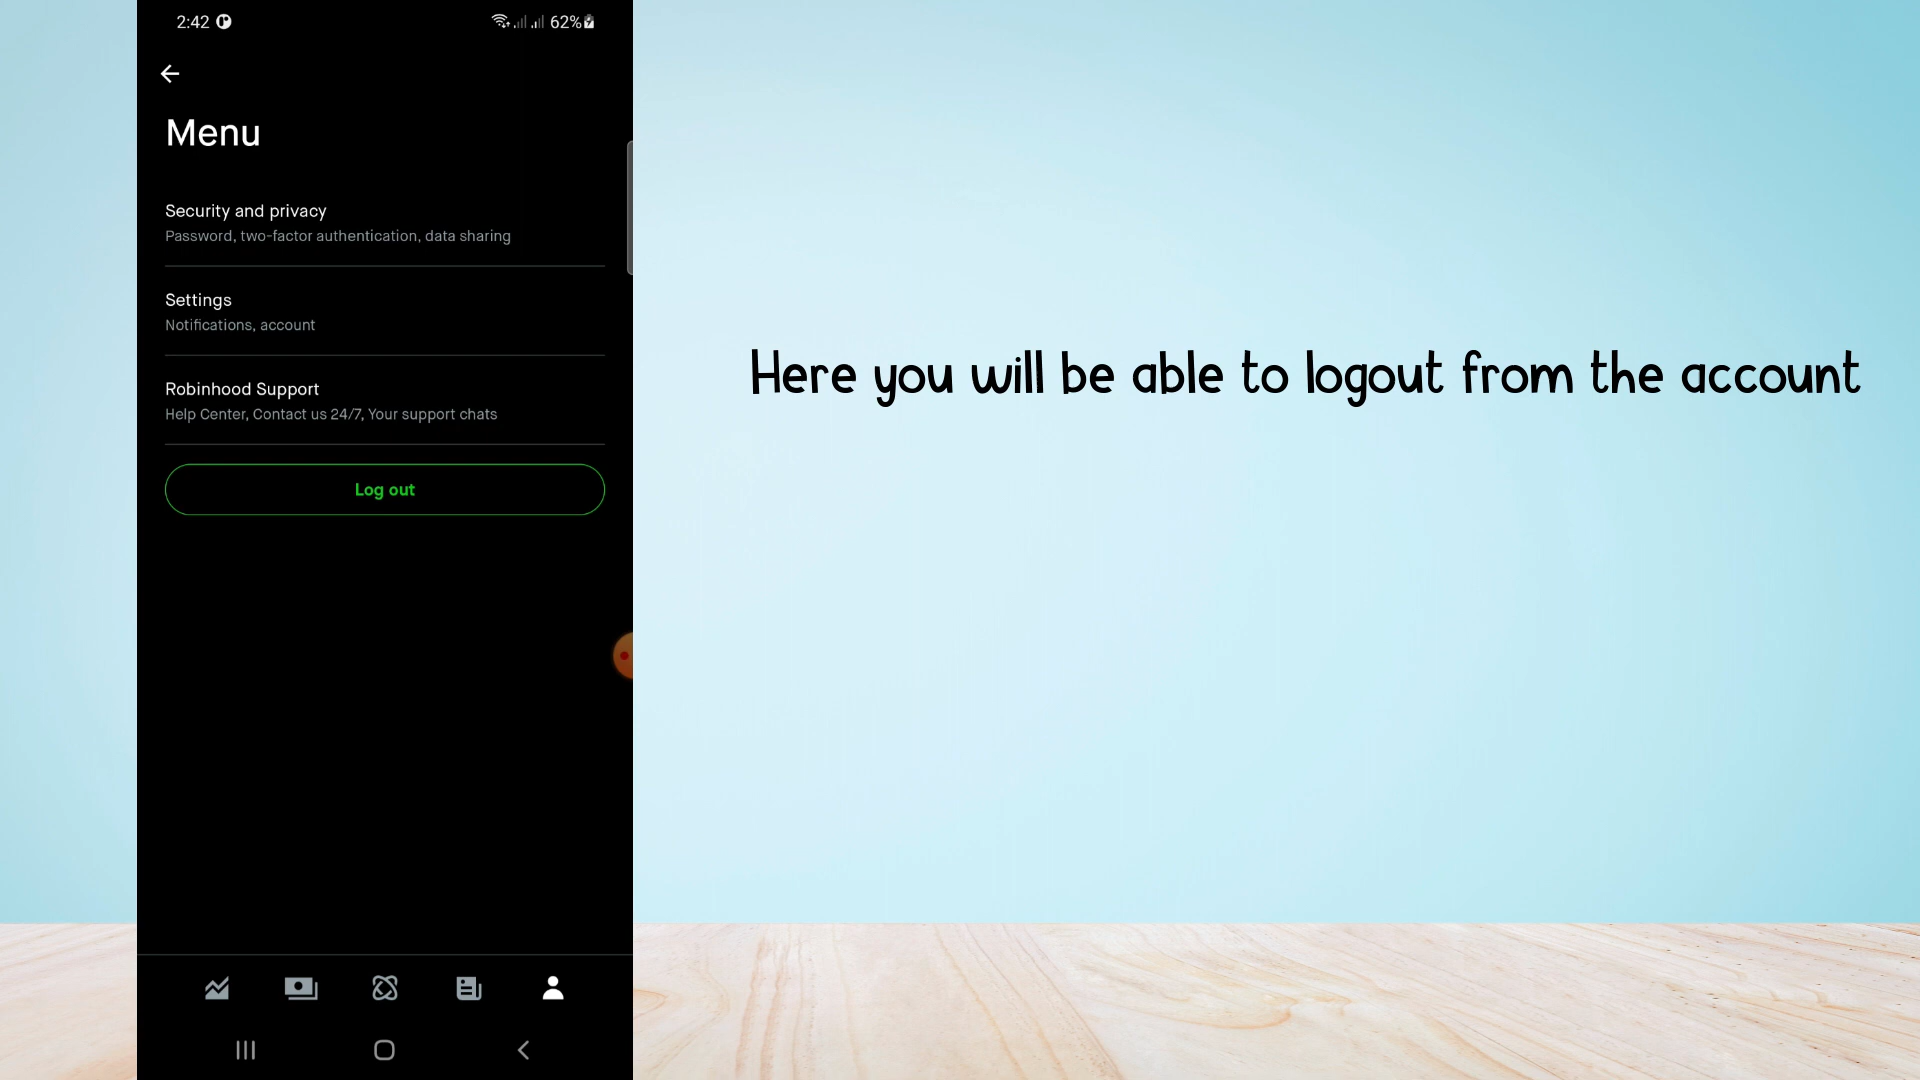 2:42
62%
Menu
Security and privacy
Password, two-factor authentication, data sharing
Settings
Notifications, account
Robinhood Support
Help Center, Contact us 24/7, Your support chats
Log out
Here you will be able to logout from the account